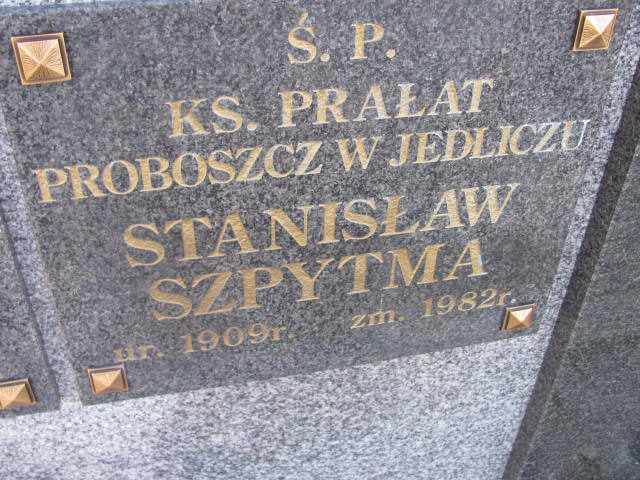 Ś. P.
KS. PRAŁAT
PROBOSZCZ W JEDLICZU
STANISŁAW
SZPYTMA
ur. 1909r. zm. 1982r.